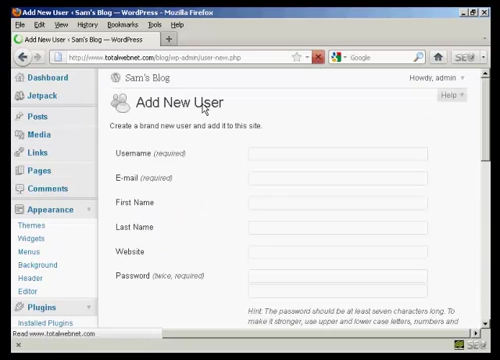 Add New User ‹ Sam's Blog — WordPress - Mozilla Firefox
File Edit View History Bookmarks Tools Help
Add New User ‹ Sam's Blog — WordPress
http://www.totalwebnet.com/blog/wp-admin/user-new.php
Google
Dashboard
Jetpack
Posts
Media
Links
Pages
Comments
Appearance
Themes
Widgets
Menus
Background
Header
Editor
Plugins
Installed Plugins
Sam's Blog
Howdy, admin
Help
Add New User
Create a brand new user and add it to this site.
Username (required)
E-mail (required)
First Name
Last Name
Website
Password (twice, required)
Hint: The password should be at least seven characters long. To
make it stronger, use upper and lower case letters, numbers and
Read www.totalwebnet.com